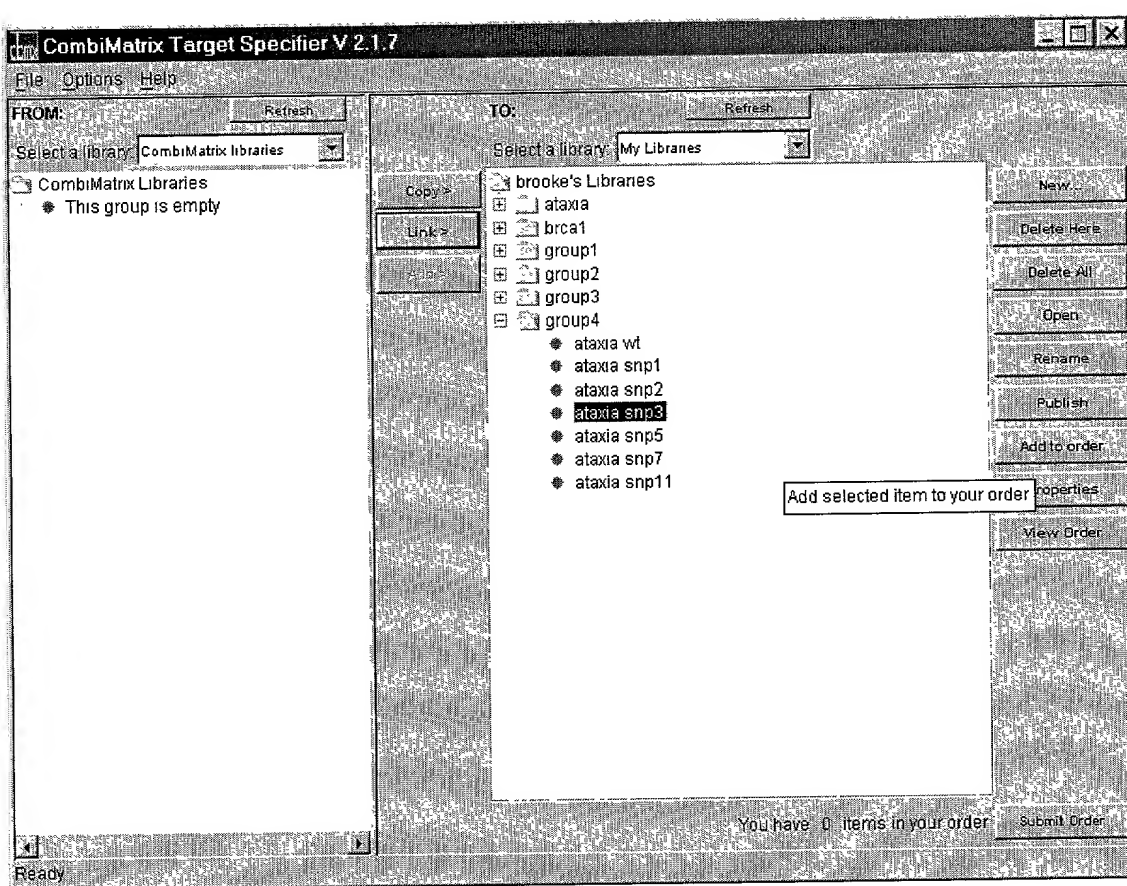 cbmx CombiMatrix Target Specifier V 2.1.7
File Options Help
FROM:
Refresh
Select a library: CombiMatrix libraries
CombiMatrix Libraries
This group is empty
Copy >
Link >
TO:
Refresh
Select a library: My Libraries
brooke's Libraries
ataxia
brca1
group1
group2
group3
group4
ataxia wt
ataxia snp1
ataxia snp2
ataxia snp3
ataxia snp5
ataxia snp7
ataxia snp11
New...
Delete Here
Delete All
Open
Rename
Publish
Add to order
Add selected item to your order
roperties
View Order
You have 0 items in your order
Submit Order
Ready